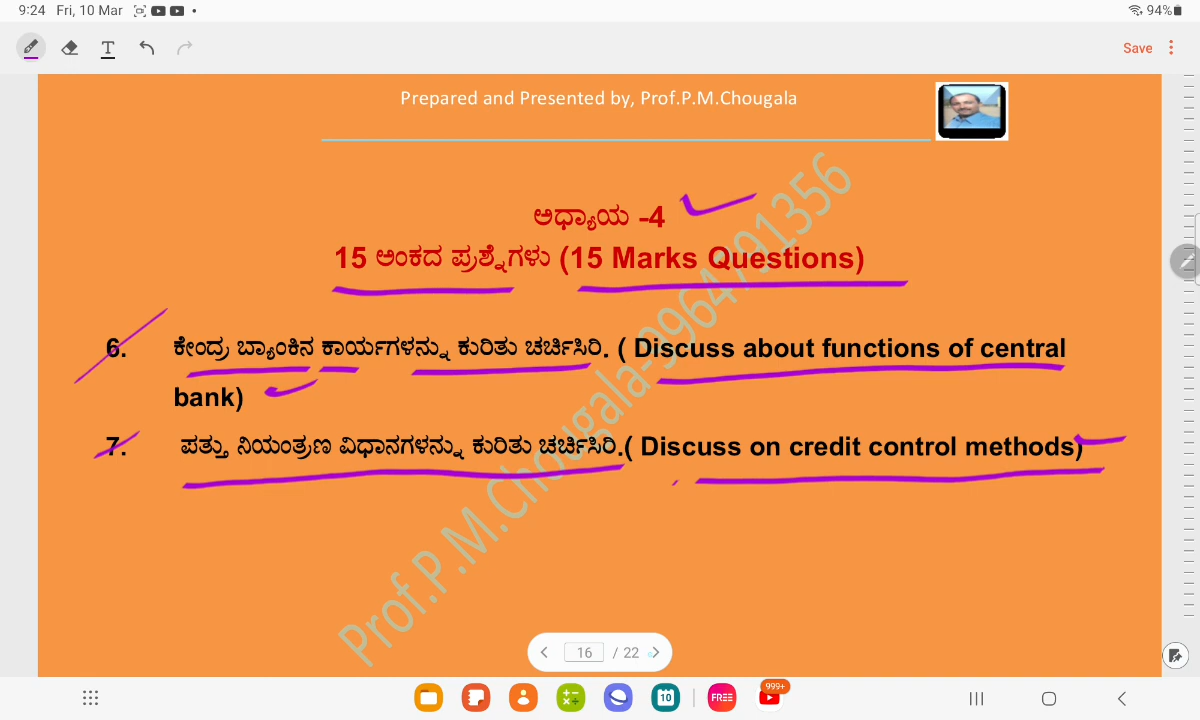 9:24 Fri, 10 Mar
94%
T
Save
Prepared and Presented by, Prof.P.M.Chougala
ಅಧ್ಯಾಯ -4
15 ಅಂಕದ ಪ್ರಶ್ನೆಗಳು (15 Marks Questions)
6. ಕೇಂದ್ರ ಬ್ಯಾಂಕಿನ ಕಾರ್ಯಗಳನ್ನು ಕುರಿತು ಚರ್ಚಿಸಿರಿ. ( Discuss about functions of central
bank)
7. ಪತ್ತು ನಿಯಂತ್ರಣ ವಿಧಾನಗಳನ್ನು ಕುರಿತು ಚರ್ಚಿಸಿರಿ.( Discuss on credit control methods)
Prof.P.M.Chougala-9964791356
16 / 22
10
FREE
999+